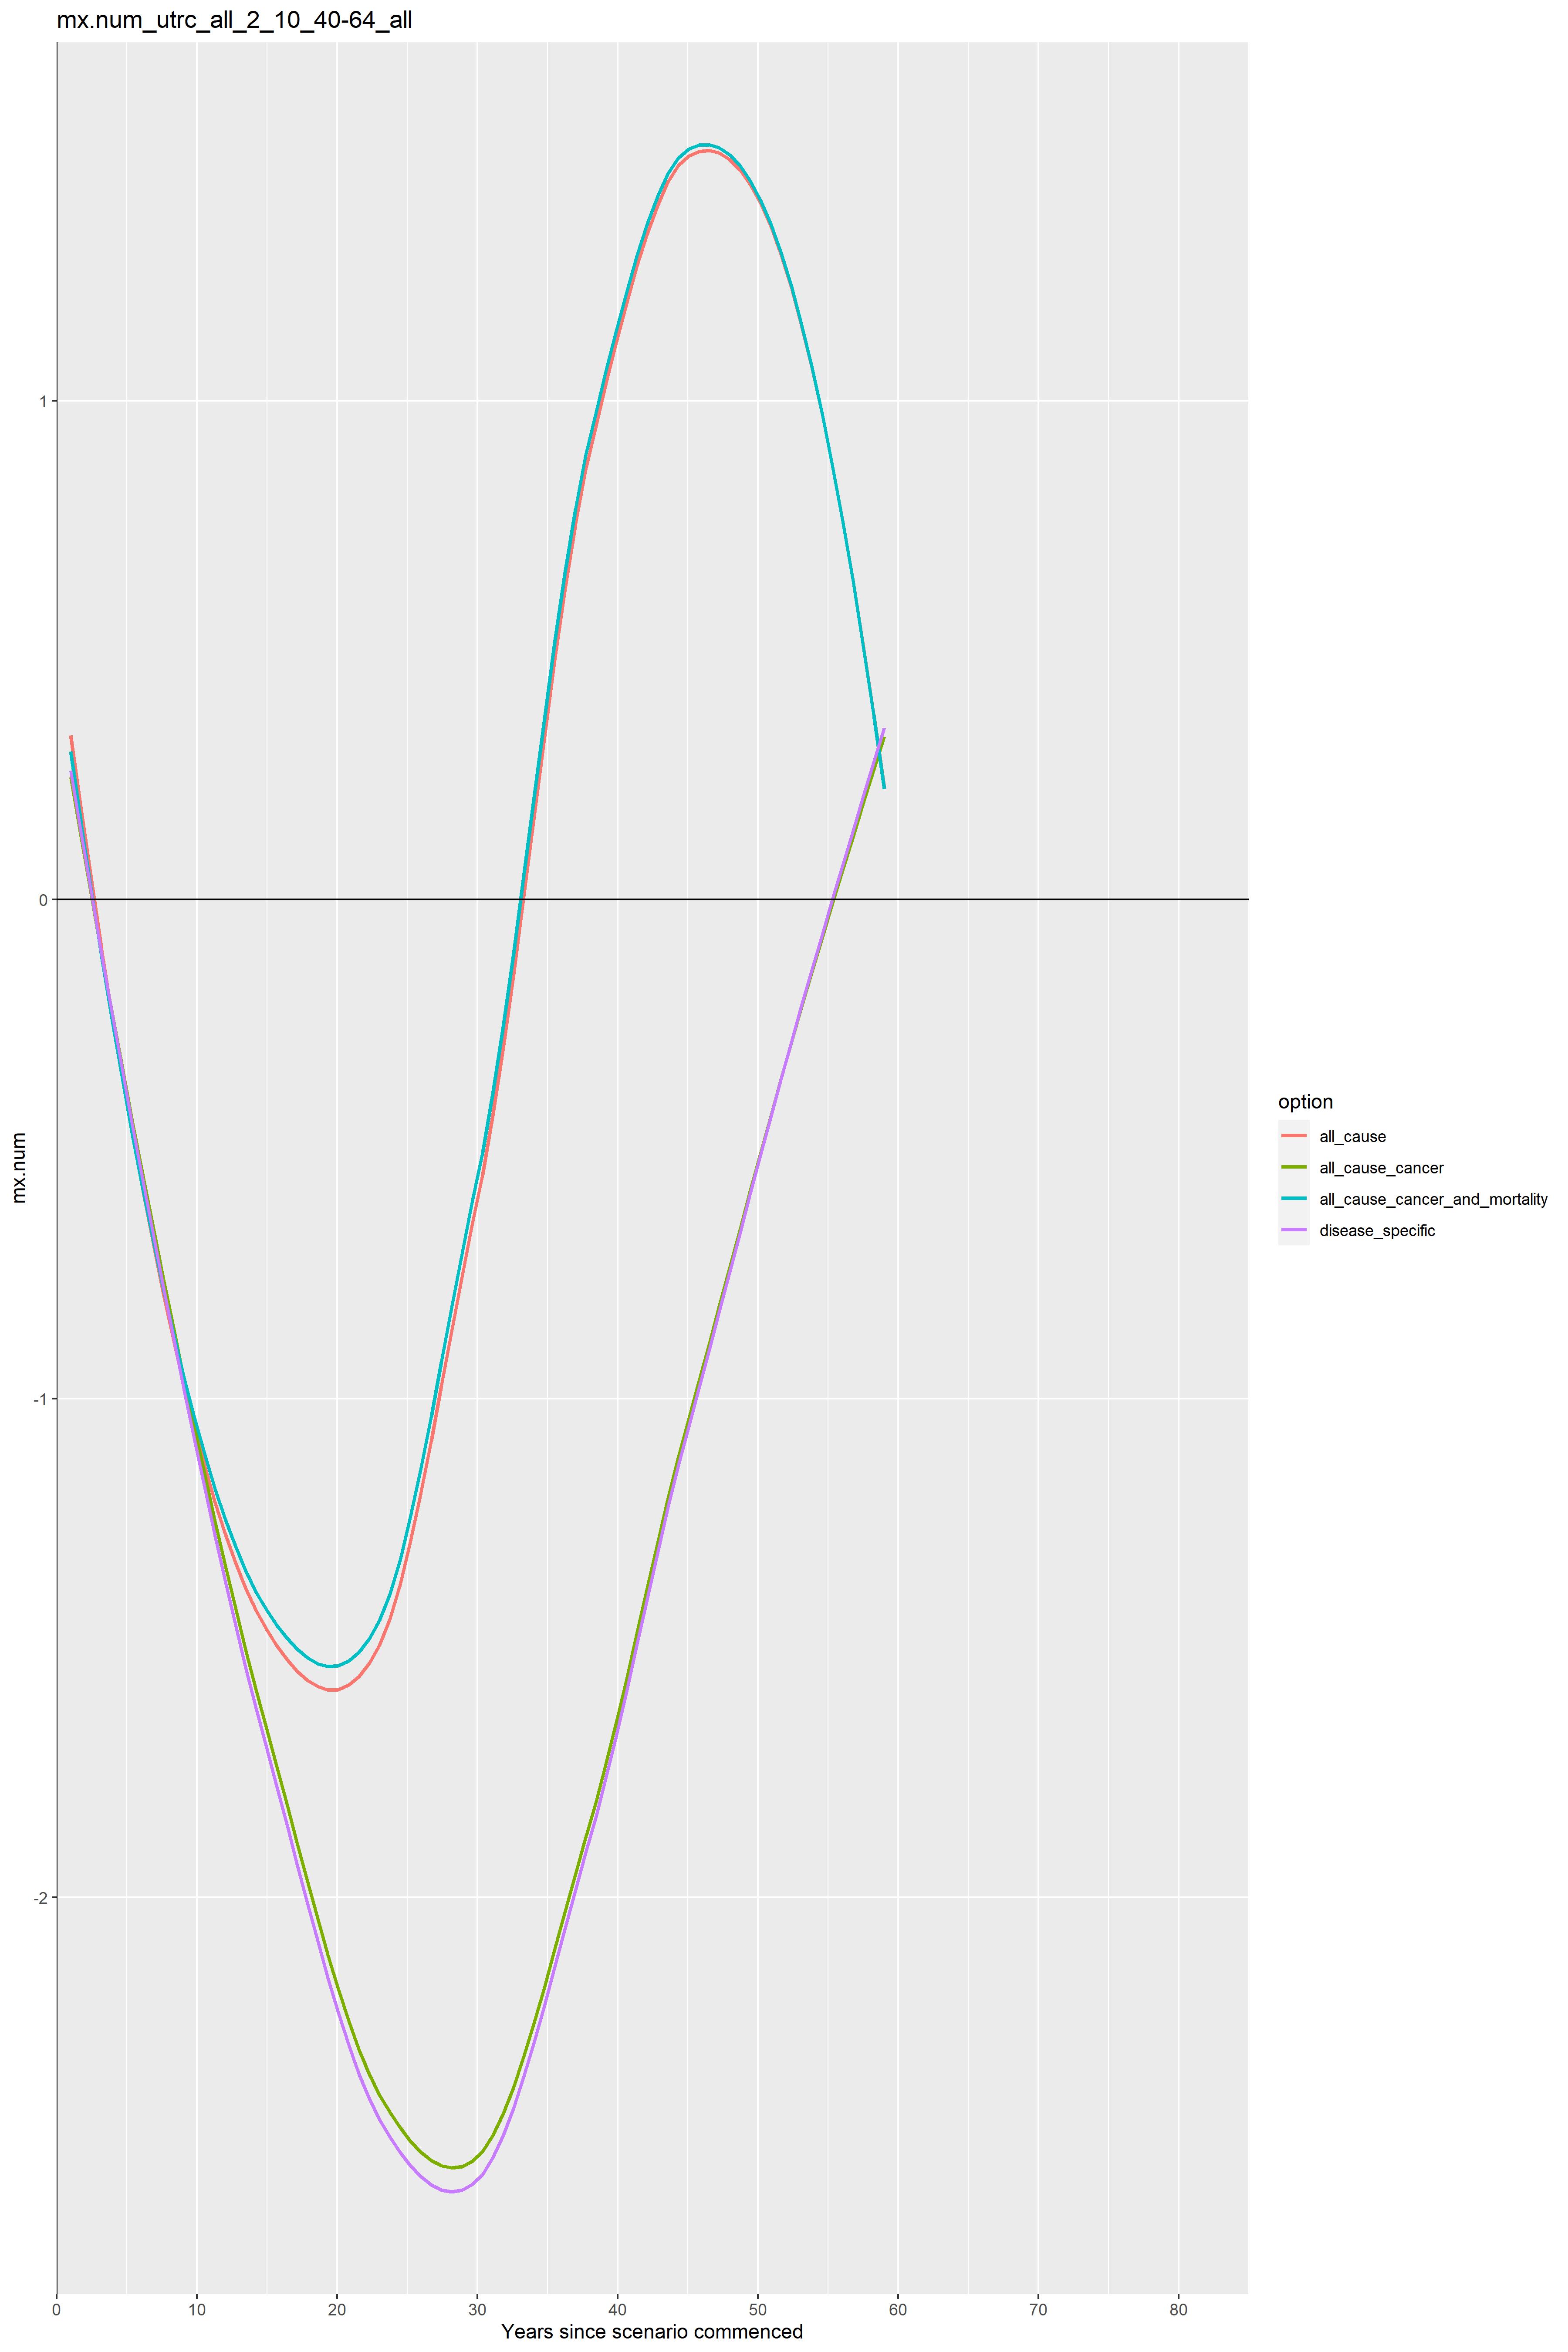 mx.num_utrc_all_2_10_40-64_all
1
0
-1
-2
mx.num
0 10 20 30 40 50 60 70 80
Years since scenario commenced
option
all_cause
all_cause_cancer
all_cause_cancer_and_mortality
disease_specific